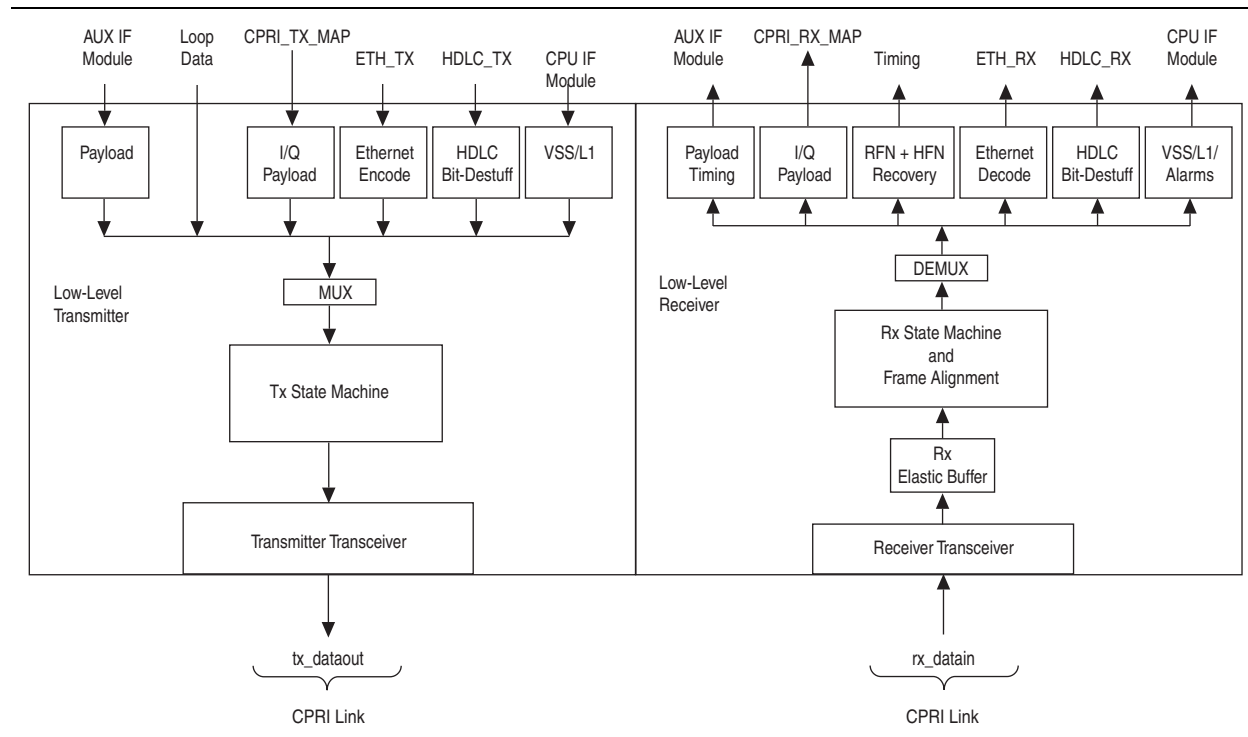 AUX IF
Module
Loop
Data
CPRI_TX_MAP
ETH_TX
HDLC_TX
CPU IF
Module
Payload
I/Q
Payload
Ethernet
Encode
HDLC
Bit-Destuff
VSS/L1
MUX
Low-Level
Transmitter
Tx State Machine
Transmitter Transceiver
tx_dataout
CPRI Link
AUX IF
Module
CPRI_RX_MAP
Timing
ETH_RX
HDLC_RX
CPU IF
Module
Payload
Timing
I/Q
Payload
RFN + HFN
Recovery
Ethernet
Decode
HDLC
Bit-Destuff
VSS/L1/
Alarms
DEMUX
Low-Level
Receiver
Rx State Machine
and
Frame Alignment
Rx
Elastic Buffer
Receiver Transceiver
rx_datain
CPRI Link